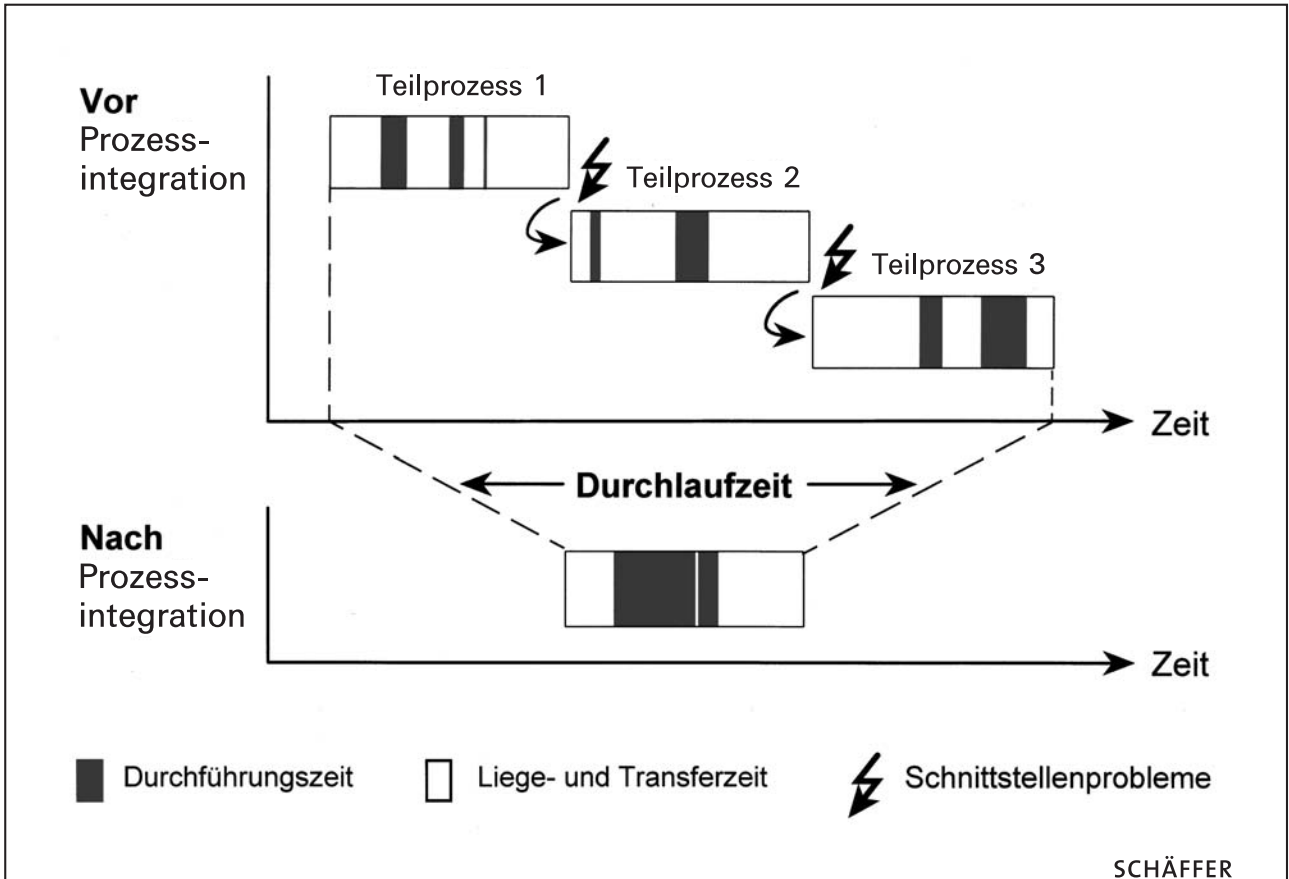 Vor
Prozess-
integration
Teilprozess 1
Teilprozess 2
Teilprozess 3
Zeit
Durchlaufzeit
Nach
Prozess-
integration
Zeit
Durchführungszeit
Liege- und Transferzeit
Schnittstellenprobleme
SCHÄFFER